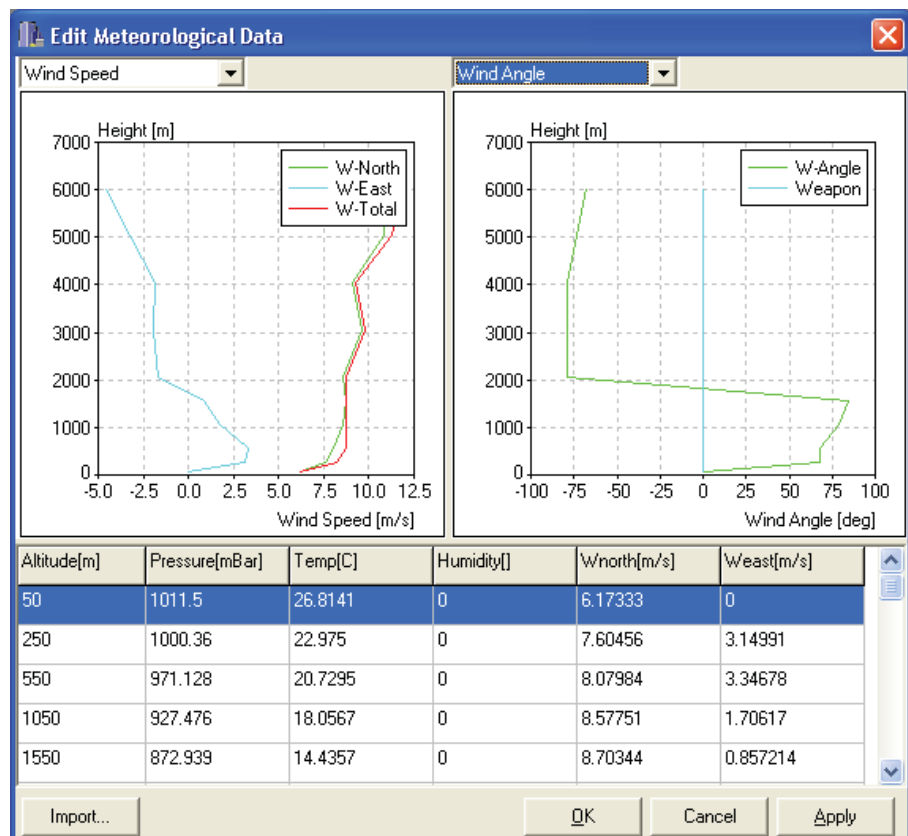 Edit Meteorological Data
Wind Speed
Wind Angle
Height [m]
7000
6000
5000
4000
3000
2000
1000
0
-5.0 -2.5 0.0 2.5 5.0 7.5 10.0 12.5
Wind Speed [m/s]
W-North
W-East
W-Total
Height [m]
7000
6000
5000
4000
3000
2000
1000
0
-100 -75 -50 -25 0 25 50 75 100
Wind Angle [deg]
W-Angle
Weapon
Altitude[m] Pressure[mBar] Temp[C] Humidity[] Wnorth[m/s] Weast[m/s]
50 1011.5 26.8141 0 6.17333 0
250 1000.36 22.975 0 7.60456 3.14991
550 971.128 20.7295 0 8.07984 3.34678
1050 927.476 18.0567 0 8.57751 1.70617
1550 872.939 14.4357 0 8.70344 0.857214
Import... OK Cancel Apply